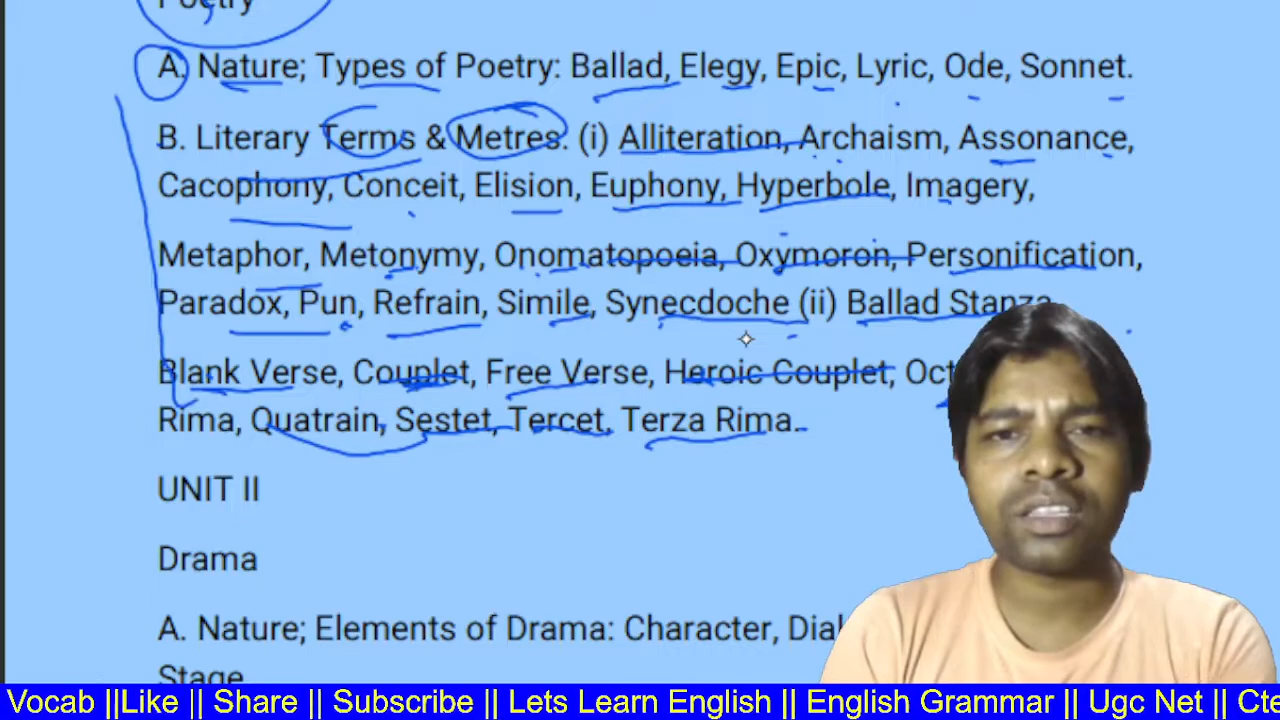 Poetry
A. Nature; Types of Poetry: Ballad, Elegy, Epic, Lyric, Ode, Sonnet.
B. Literary Terms & Metres. (i) Alliteration, Archaism, Assonance,
Cacophony, Conceit, Elision, Euphony, Hyperbole, Imagery,
Metaphor, Metonymy, Onomatopoeia, Oxymoron, Personification,
Paradox, Pun, Refrain, Simile, Synecdoche (ii) Ballad Stanza
Blank Verse, Couplet, Free Verse, Heroic Couplet, Oct
Rima, Quatrain, Sestet, Tercet, Terza Rima.
UNIT II
Drama
A. Nature; Elements of Drama: Character, Dial
Stage
Vocab ||Like || Share || Subscribe || Lets Learn English || English Grammar || Ugc Net || Cte